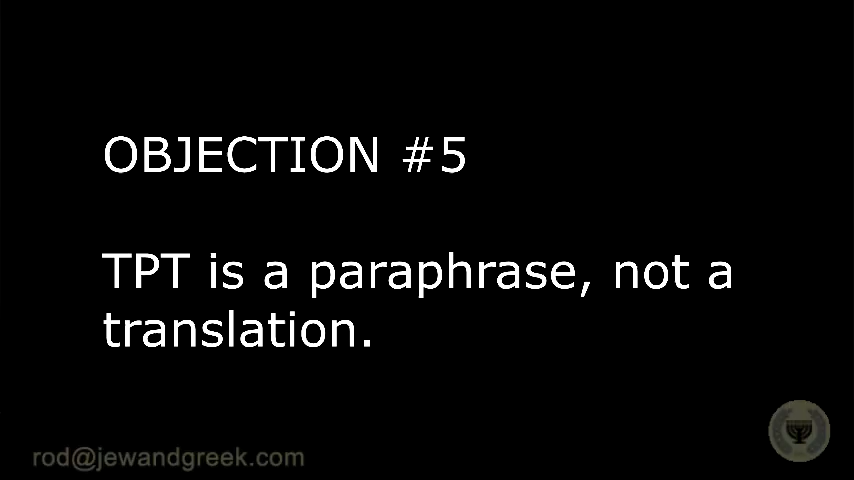 OBJECTION #5
TPT is a paraphrase, not a
translation.
rod@jewandgreek.com